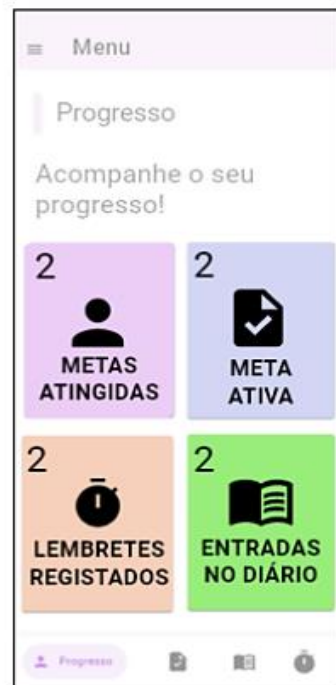 Menu
Progresso
Acompanhe o seu
progresso!
2
METAS
ATINGIDAS
2
META
ATIVA
2
LEMBRETES
REGISTADOS
2
ENTRADAS
NO DIÁRIO
Progresso